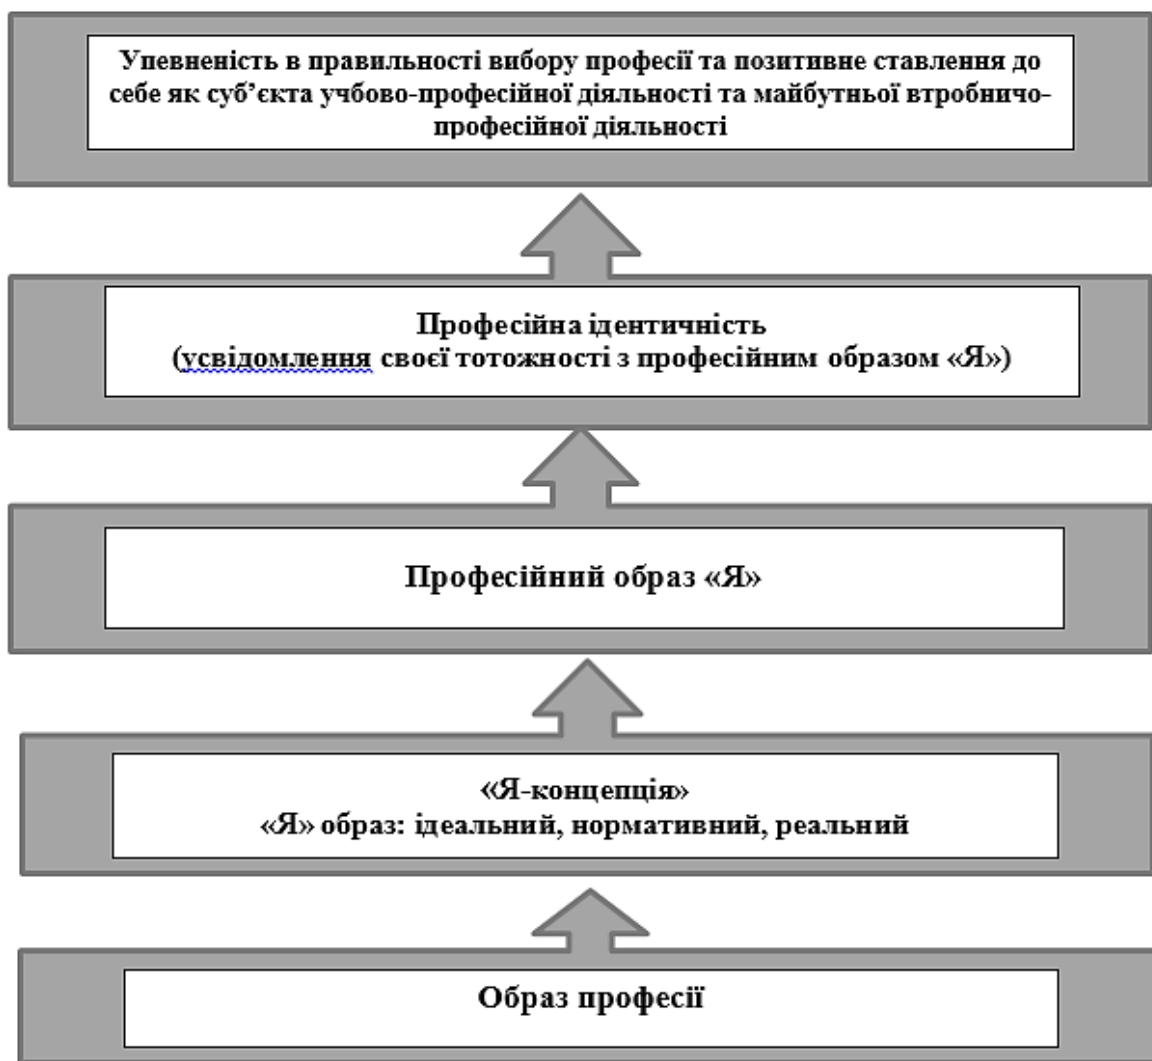 Упевненість в правильності вибору професії та позитивне ставлення до
себе як суб’єкта учбово-професійної діяльності та майбутньої втробничо-
професійної діяльності
Професійна ідентичність
(усвідомлення своєї тотожності з професійним образом «Я»)
Професійний образ «Я»
«Я-концепція»
«Я» образ: ідеальний, нормативний, реальний
Образ професії